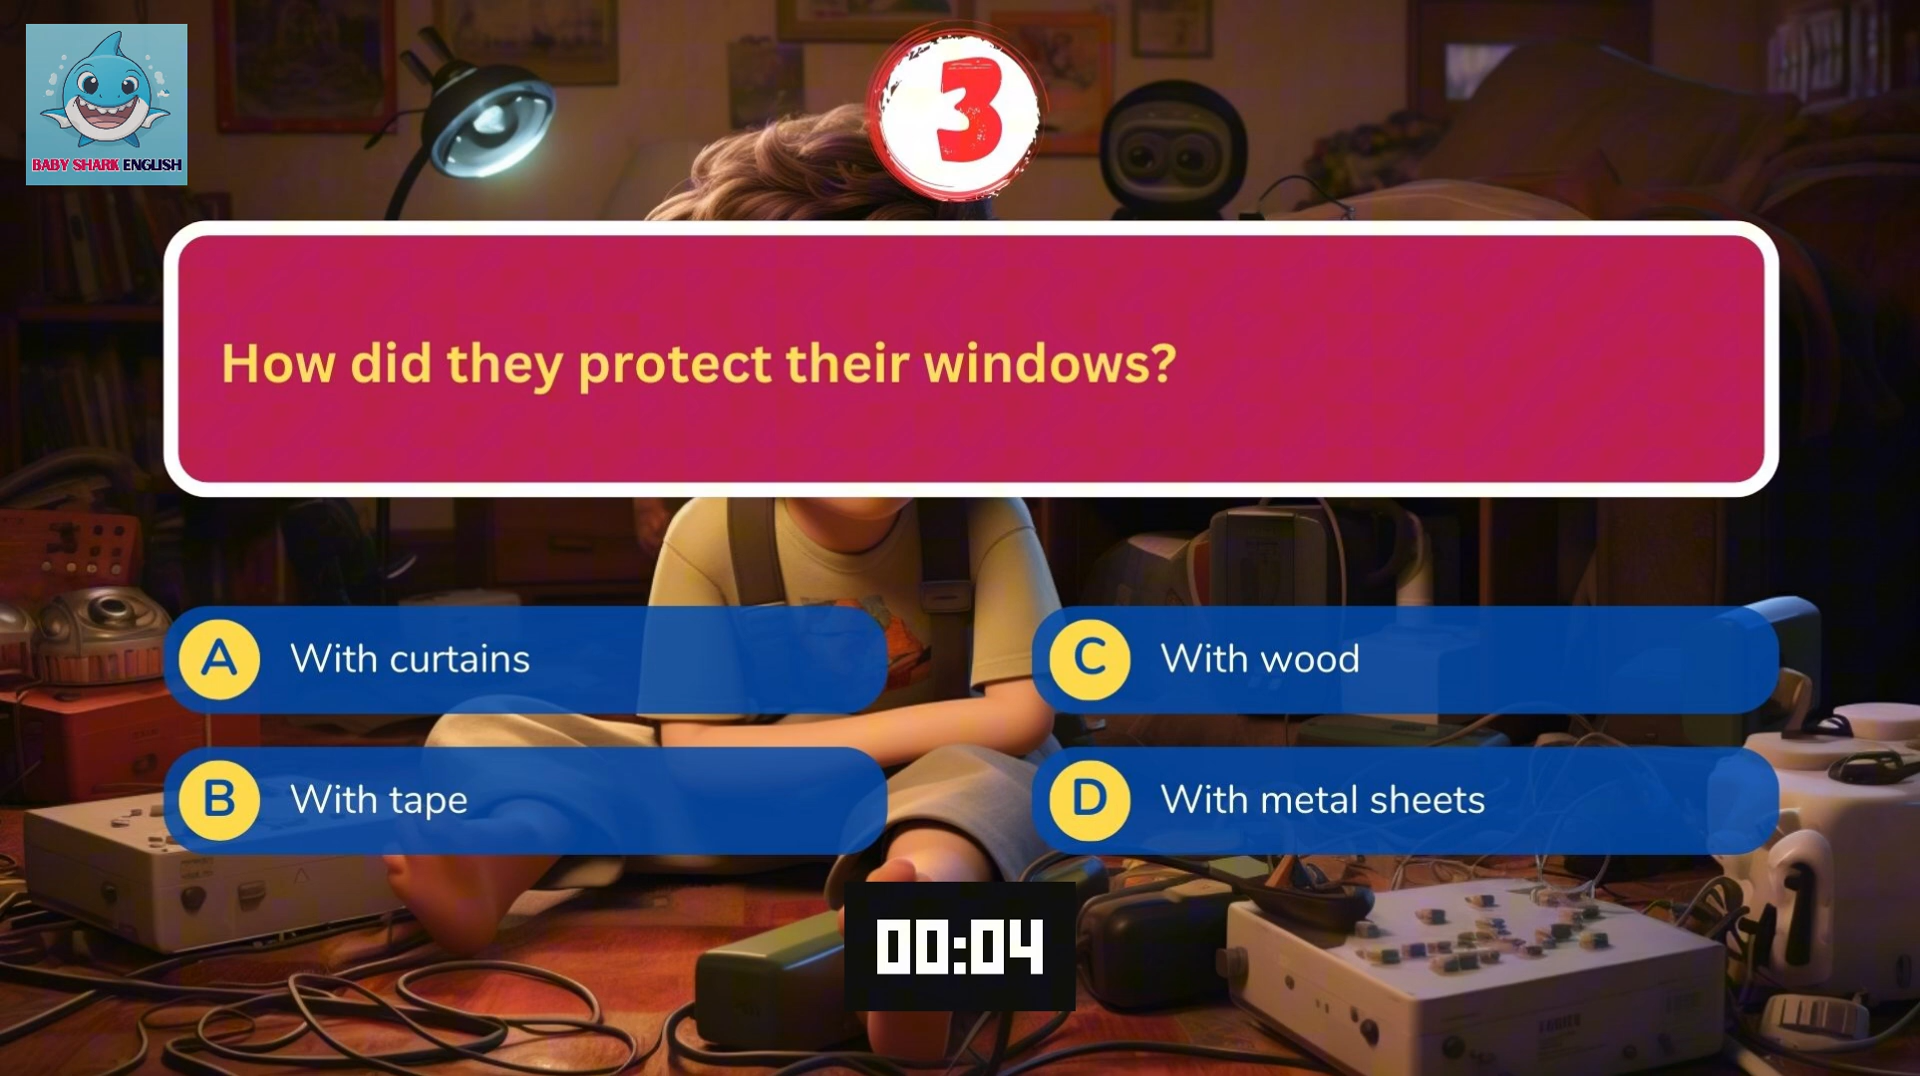 BABY SHARK ENGLISH
3
How did they protect their windows?
A With curtains
B With tape
C With wood
D With metal sheets
00:04